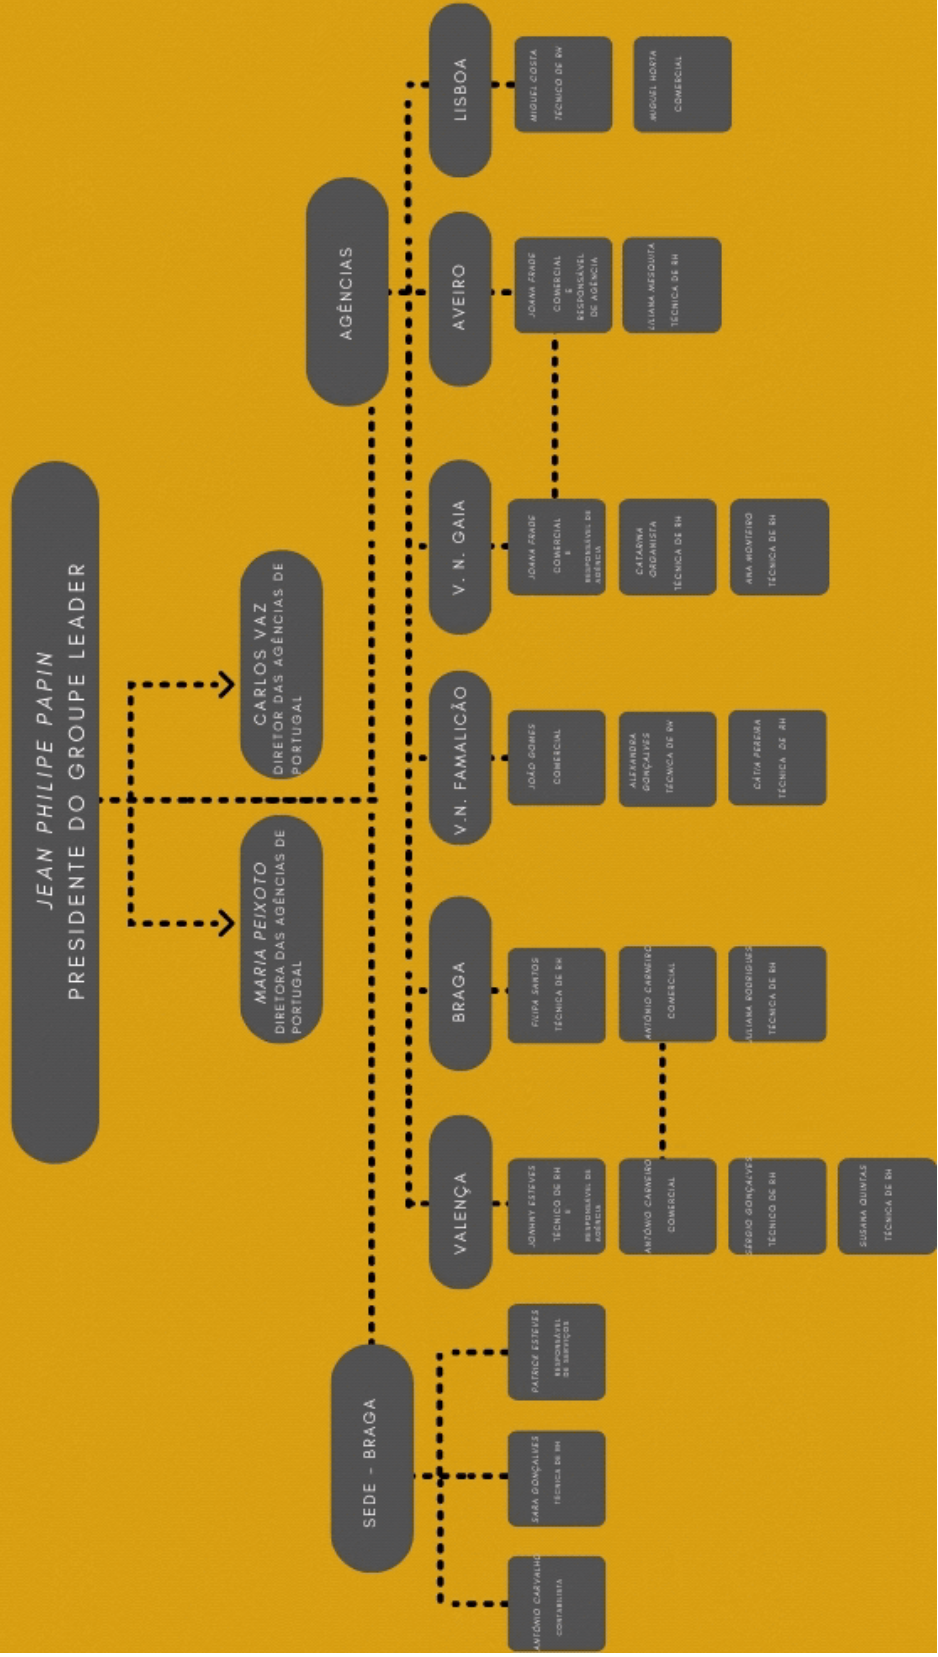 JEAN PHILIPE PAPIN
PRESIDENTE DO GROUPE LEADER
MARIA PEIXOTO
DIRETORA DAS AGÊNCIAS DE
PORTUGAL
CARLOS VAZ
DIRETOR DAS AGÊNCIAS DE
PORTUGAL
SEDE - BRAGA
AGÊNCIAS
ANTÓNIO CARVALHO
CONTABILISTA
SARA GONÇALVES
TÉCNICA DE RH
PATRICE ESTEVES
RESPONSÁVEL
DE SERVIÇOS
VALENÇA
JOHNNY ESTEVES
TÉCNICO DE RH
E
RESPONSÁVEL DE
AGÊNCIA
ANTÓNIO CARNEIRO
COMERCIAL
SÉRGIO GONÇALVES
TÉCNICO DE RH
SUSANA QUINTAS
TÉCNICA DE RH
BRAGA
FILIPA SANTOS
TÉCNICA DE RH
ANTÓNIO CARNEIRO
COMERCIAL
JULIANA RODRIGUES
TÉCNICA DE RH
V.N. FAMALICÃO
JOÃO GOMES
COMERCIAL
ALEXANDRA
GONÇALVES
TÉCNICA DE RH
CÁTIA PEREIRA
TÉCNICA DE RH
V. N. GAIA
JOANA FRADE
COMERCIAL
E
RESPONSÁVEL DE
AGÊNCIA
CATARINA
ORGANISTA
TÉCNICA DE RH
ANA MONTEIRO
TÉCNICA DE RH
AVEIRO
JOANA FRADE
COMERCIAL
E
RESPONSÁVEL
DE AGÊNCIA
LILIANA MESQUITA
TÉCNICA DE RH
LISBOA
MIGUEL COSTA
TÉCNICO DE RH
MIGUEL HORTA
COMERCIAL